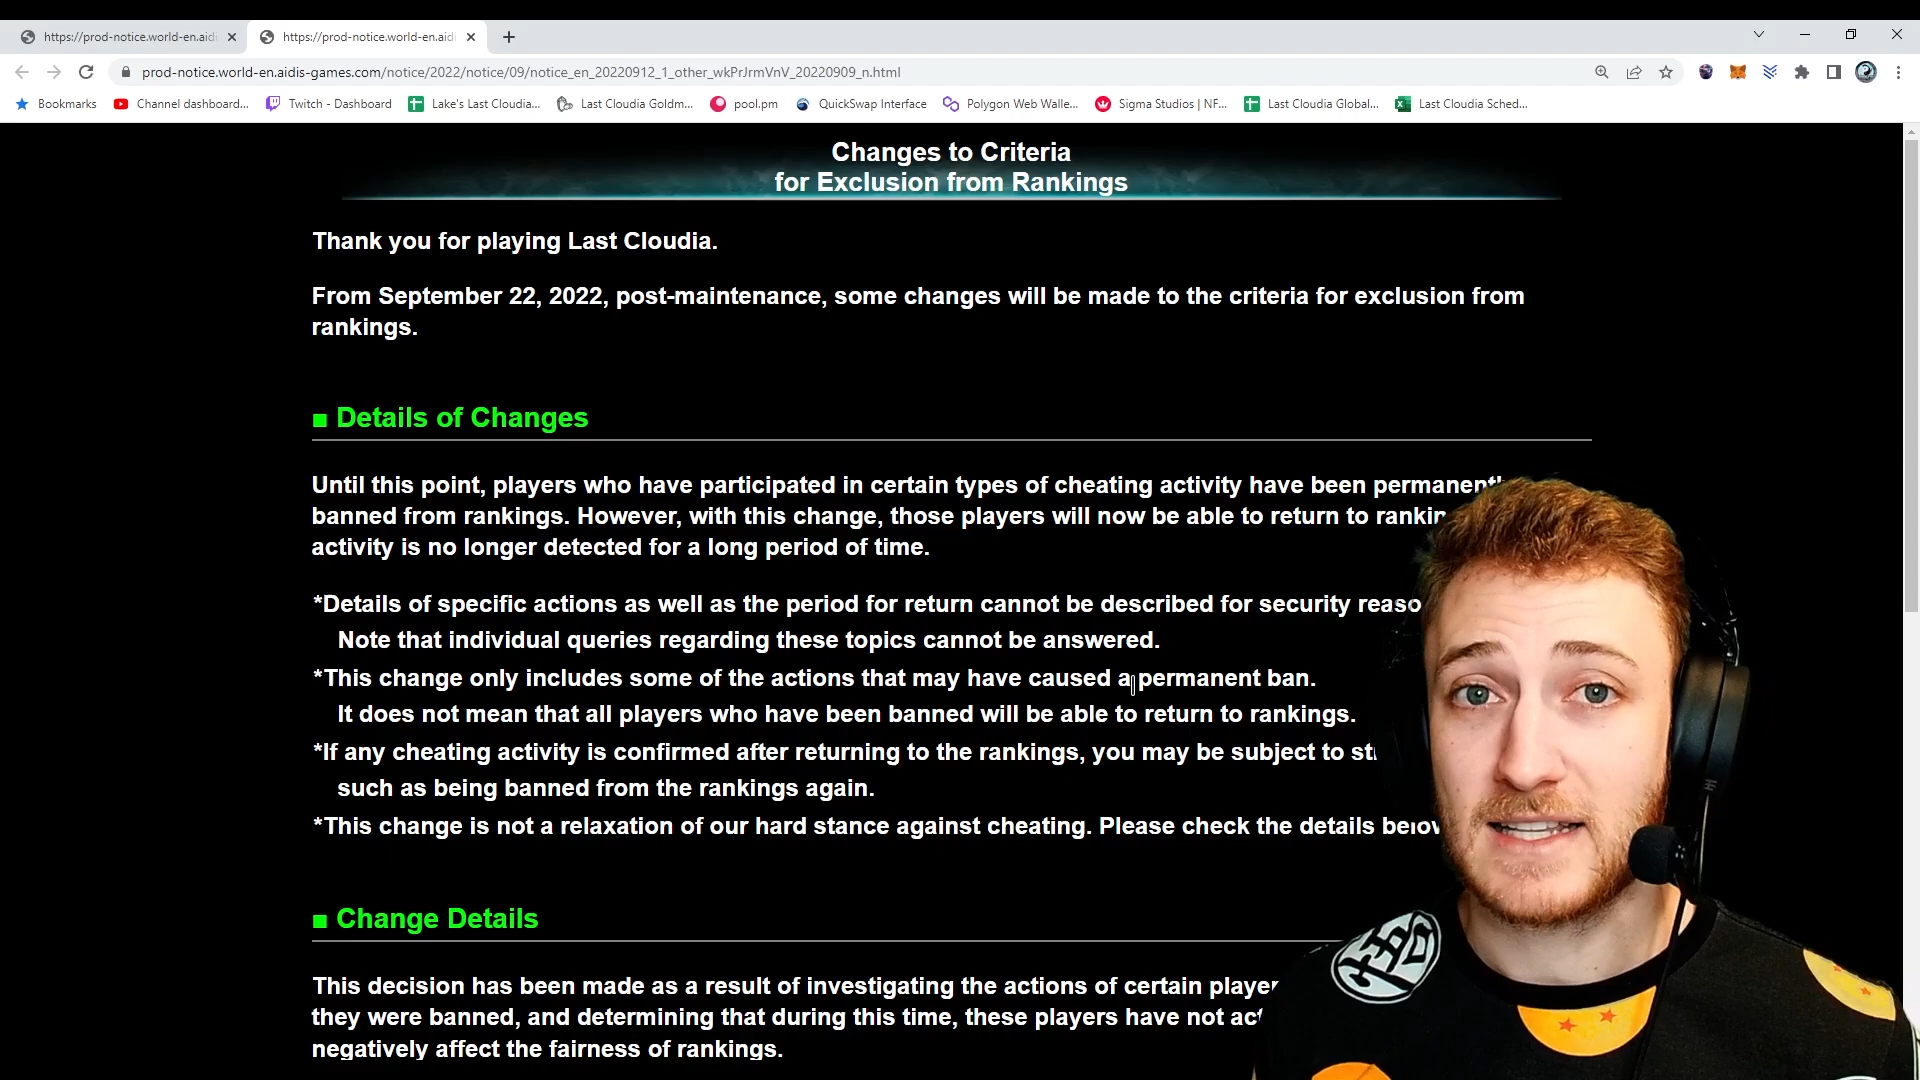 https://prod-notice.world-en.aidi
https://prod-notice.world-en.aidi
prod-notice.world-en.aidis-games.com/notice/2022/notice/09/notice_en_20220912_1_other_wkPrJrmVnV_20220909_n.html
Bookmarks
Channel dashboard...
Twitch - Dashboard
Lake's Last Cloudia...
Last Cloudia Goldm...
pool.pm
QuickSwap Interface
Polygon Web Walle...
Sigma Studios | NF...
Last Cloudia Global...
Last Cloudia Sched...
Changes to Criteria
for Exclusion from Rankings
Thank you for playing Last Cloudia.
From September 22, 2022, post-maintenance, some changes will be made to the criteria for exclusion from
rankings.
■ Details of Changes
Until this point, players who have participated in certain types of cheating activity have been
banned from rankings. However, with this change, those players will now be able to return to
activity is no longer detected for a long period of time.
*Details of specific actions as well as the period for return cannot be described for security
Note that individual queries regarding these topics cannot be answered.
*This change only includes some of the actions that may have caused a permanent ban.
It does not mean that all players who have been banned will be able to return to rankings.
*If any cheating activity is confirmed after returning to the rankings, you may be subject to
such as being banned from the rankings again.
*This change is not a relaxation of our hard stance against cheating. Please check the details
■ Change Details
This decision has been made as a result of investigating the actions of certain
they were banned, and determining that during this time, these players have not
negatively affect the fairness of rankings.